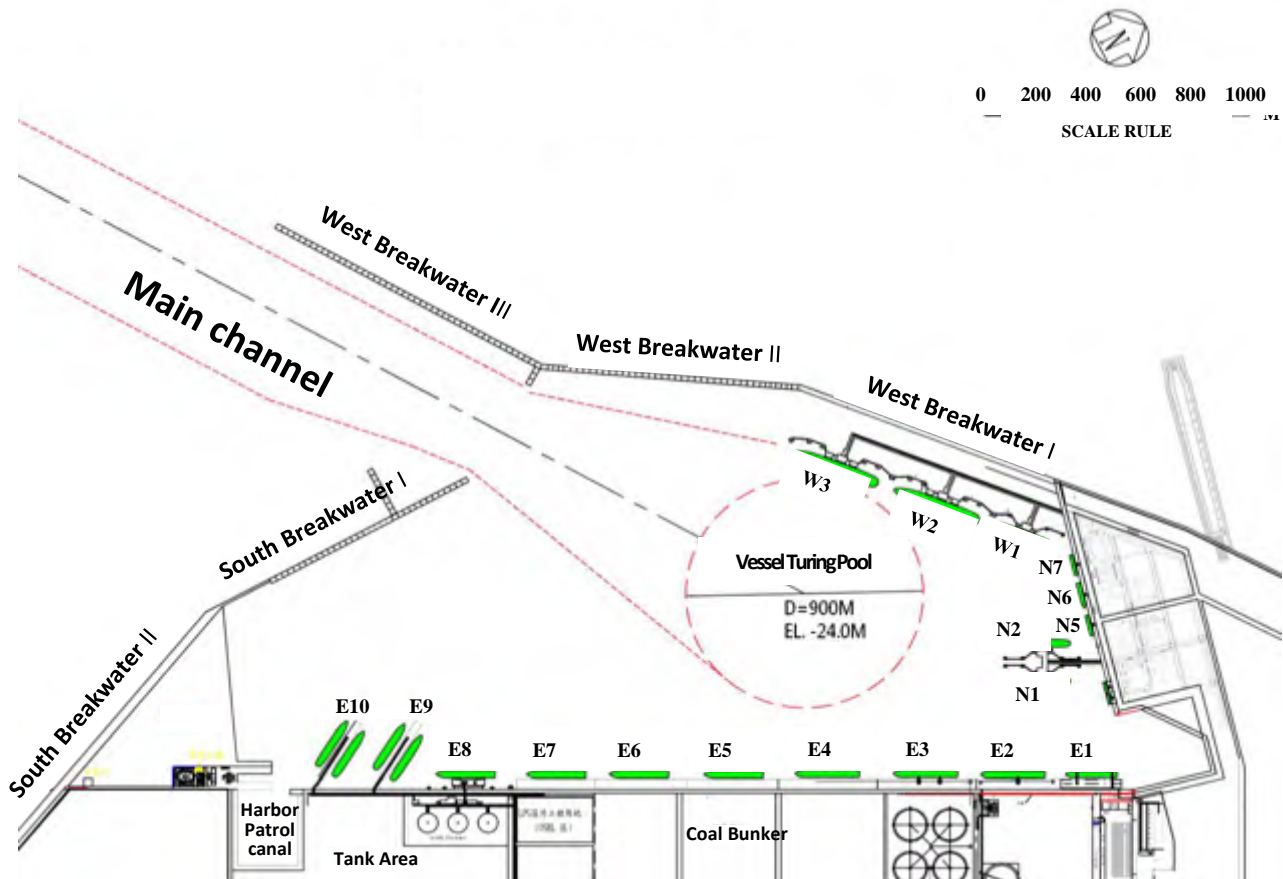 N
0 200 400 600 800 1000
M
SCALE RULE
West Breakwater III
Main channel
West Breakwater II
West Breakwater I
W3
W2
W1
South Breakwater I
Vessel TuringPool
D=900M
EL. -24.0M
N7
N6
N5
N2
N1
South Breakwater II
E10 E9
E8 E7 E6 E5 E4 E3 E2 E1
Harbor
Patrol
canal
Tank Area
Coal Bunker